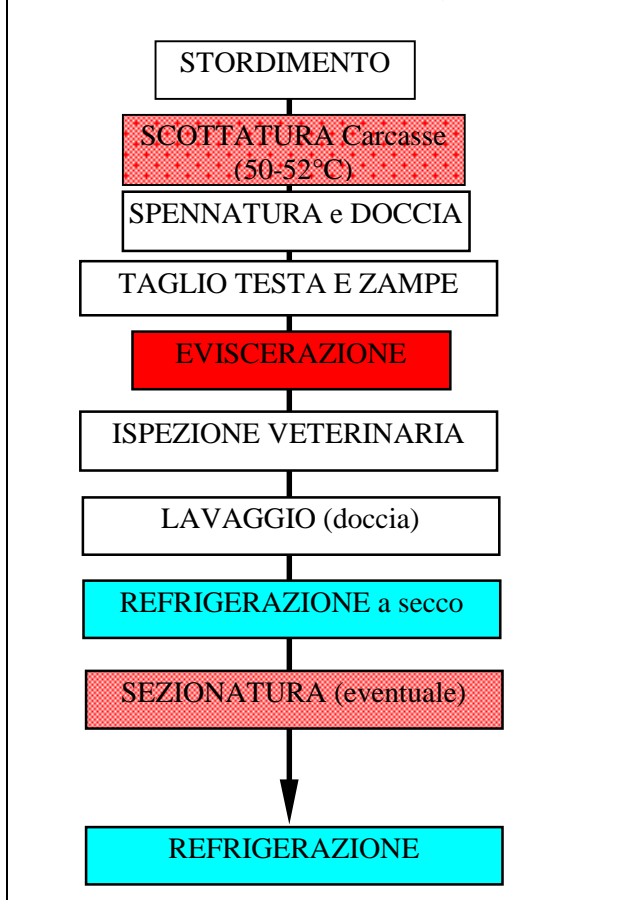 STORDIMENTO
SCOTTATURA Carcasse
(50-52°C)
SPENNATURA e DOCCIA
TAGLIO TESTA E ZAMPE
EVISCERAZIONE
ISPEZIONE VETERINARIA
LAVAGGIO (doccia)
REFRIGERAZIONE a secco
SEZIONATURA (eventuale)
REFRIGERAZIONE